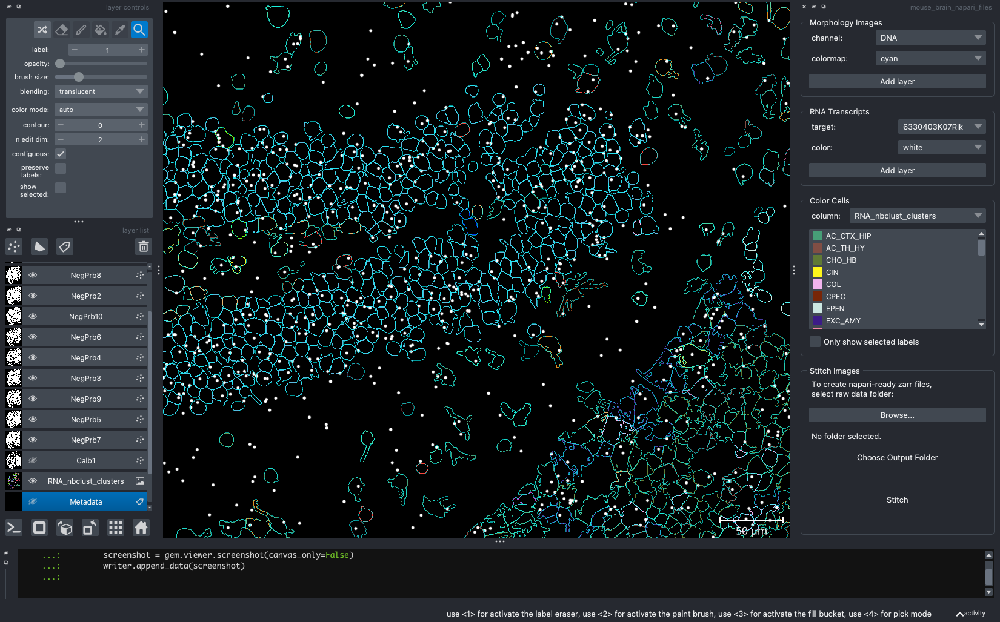 layer controls
label:
1
opacity:
brush size:
blending:
translucent
color mode:
auto
contour:
0
n edit dim:
2
contiguous:
preserve
labels:
show
selected:
layer list
NegPrb8
NegPrb2
NegPrb10
NegPrb6
NegPrb4
NegPrb3
NegPrb9
NegPrb5
NegPrb7
Calb1
RNA_nbclust_clusters
Metadata
50 µm
mouse_brain_napari_files
Morphology Images
channel:
DNA
colormap:
cyan
Add layer
RNA Transcripts
target:
6330403K07Rik
color:
white
Add layer
Color Cells
column:
RNA_nbclust_clusters
AC_CTX_HIP
AC_TH_HY
CHO_HB
CIN
COL
CPEC
EPEN
EXC_AMY
Only show selected labels
Stitch Images
To create napari-ready zarr files,
select raw data folder:
Browse...
No folder selected.
Choose Output Folder
Stitch
...: screenshot = gem.viewer.screenshot(canvas_only=False)
...: writer.append_data(screenshot)
...:
use <1> for activate the label eraser, use <2> for activate the paint brush, use <3> for activate the fill bucket, use <4> for pick mode
activity